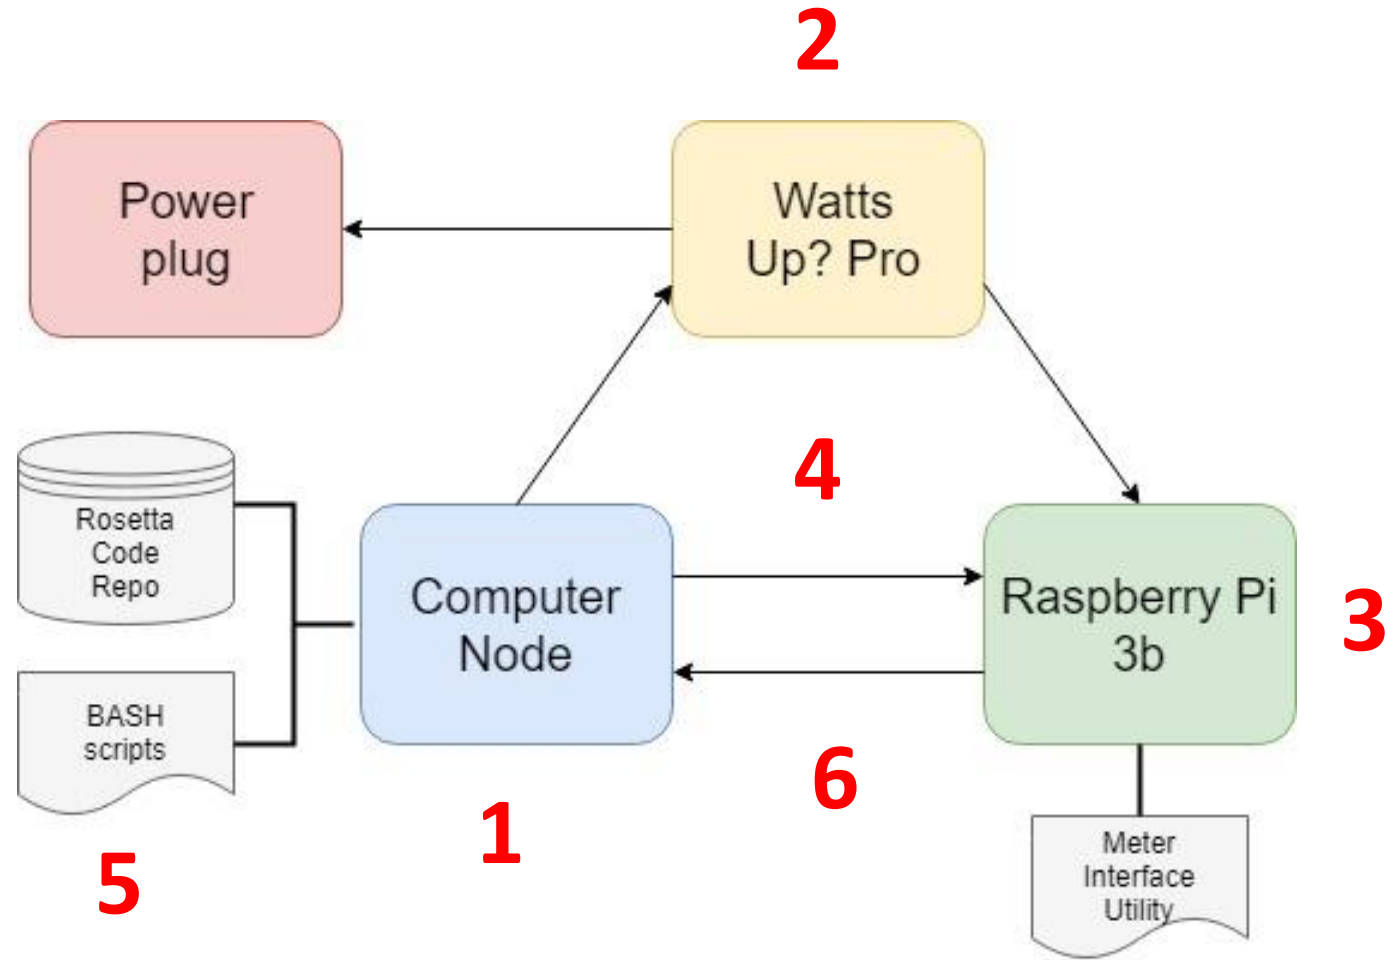 2
Power
plug
Watts
Up? Pro
4
Rosetta
Code
Repo
Computer
Node
Raspberry Pi
3b
3
BASH
scripts
6
1
5
Meter
Interface
Utility